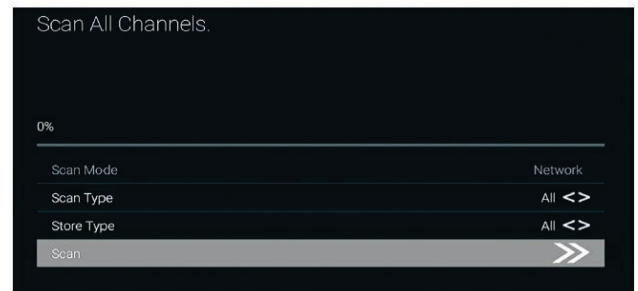 Scan All Channels.
0%
Scan Mode Network
Scan Type All <>
Store Type All <>
Scan